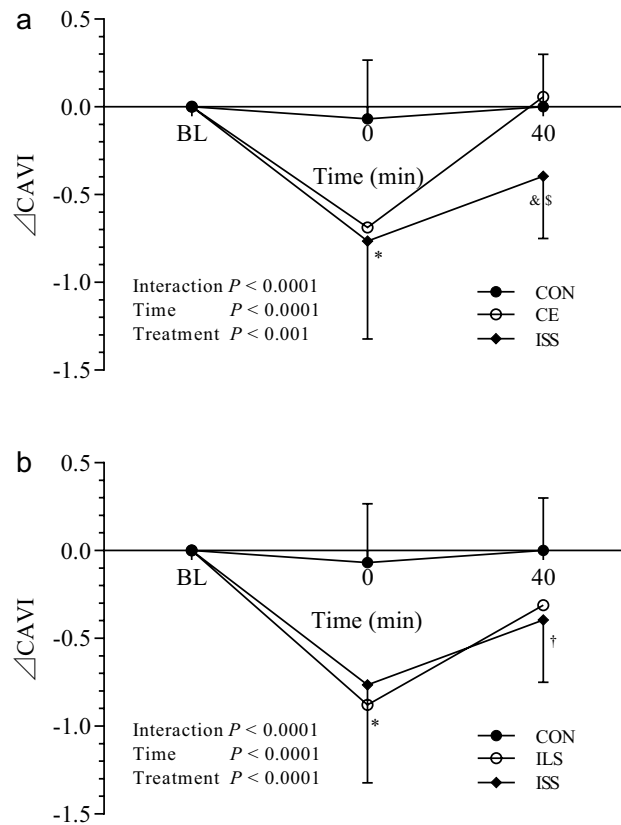 a
0.5
0.0
-0.5
-1.0
-1.5
⊿CAVI
BL
0
40
Time (min)
*
& $
Interaction P < 0.0001
Time P < 0.0001
Treatment P < 0.001
CON
CE
ISS
b
0.5
0.0
-0.5
-1.0
-1.5
⊿CAVI
BL
0
40
Time (min)
*
†
Interaction P < 0.0001
Time P < 0.0001
Treatment P < 0.0001
CON
ILS
ISS